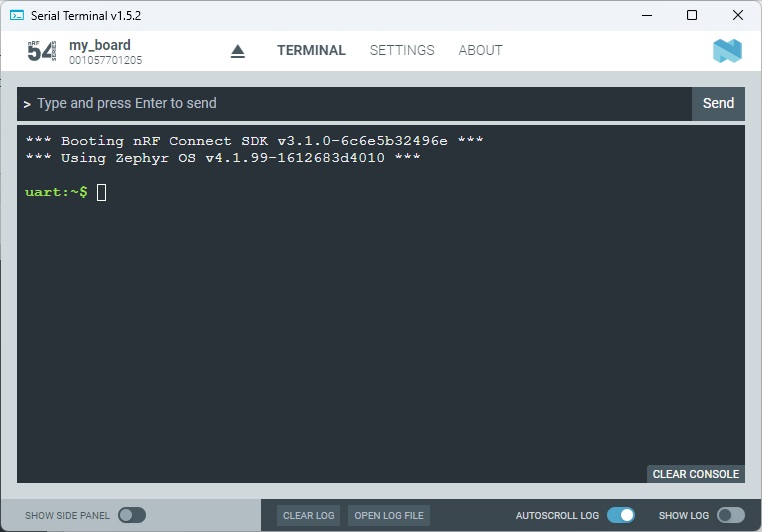 Serial Terminal v1.5.2
nRF 54 SERIES
my_board
001057701205
TERMINAL
SETTINGS
ABOUT
> Type and press Enter to send
Send
*** Booting nRF Connect SDK v3.1.0-6c6e5b32496e ***
*** Using Zephyr OS v4.1.99-1612683d4010 ***
uart:~$
CLEAR CONSOLE
SHOW SIDE PANEL
CLEAR LOG
OPEN LOG FILE
AUTOSCROLL LOG
SHOW LOG